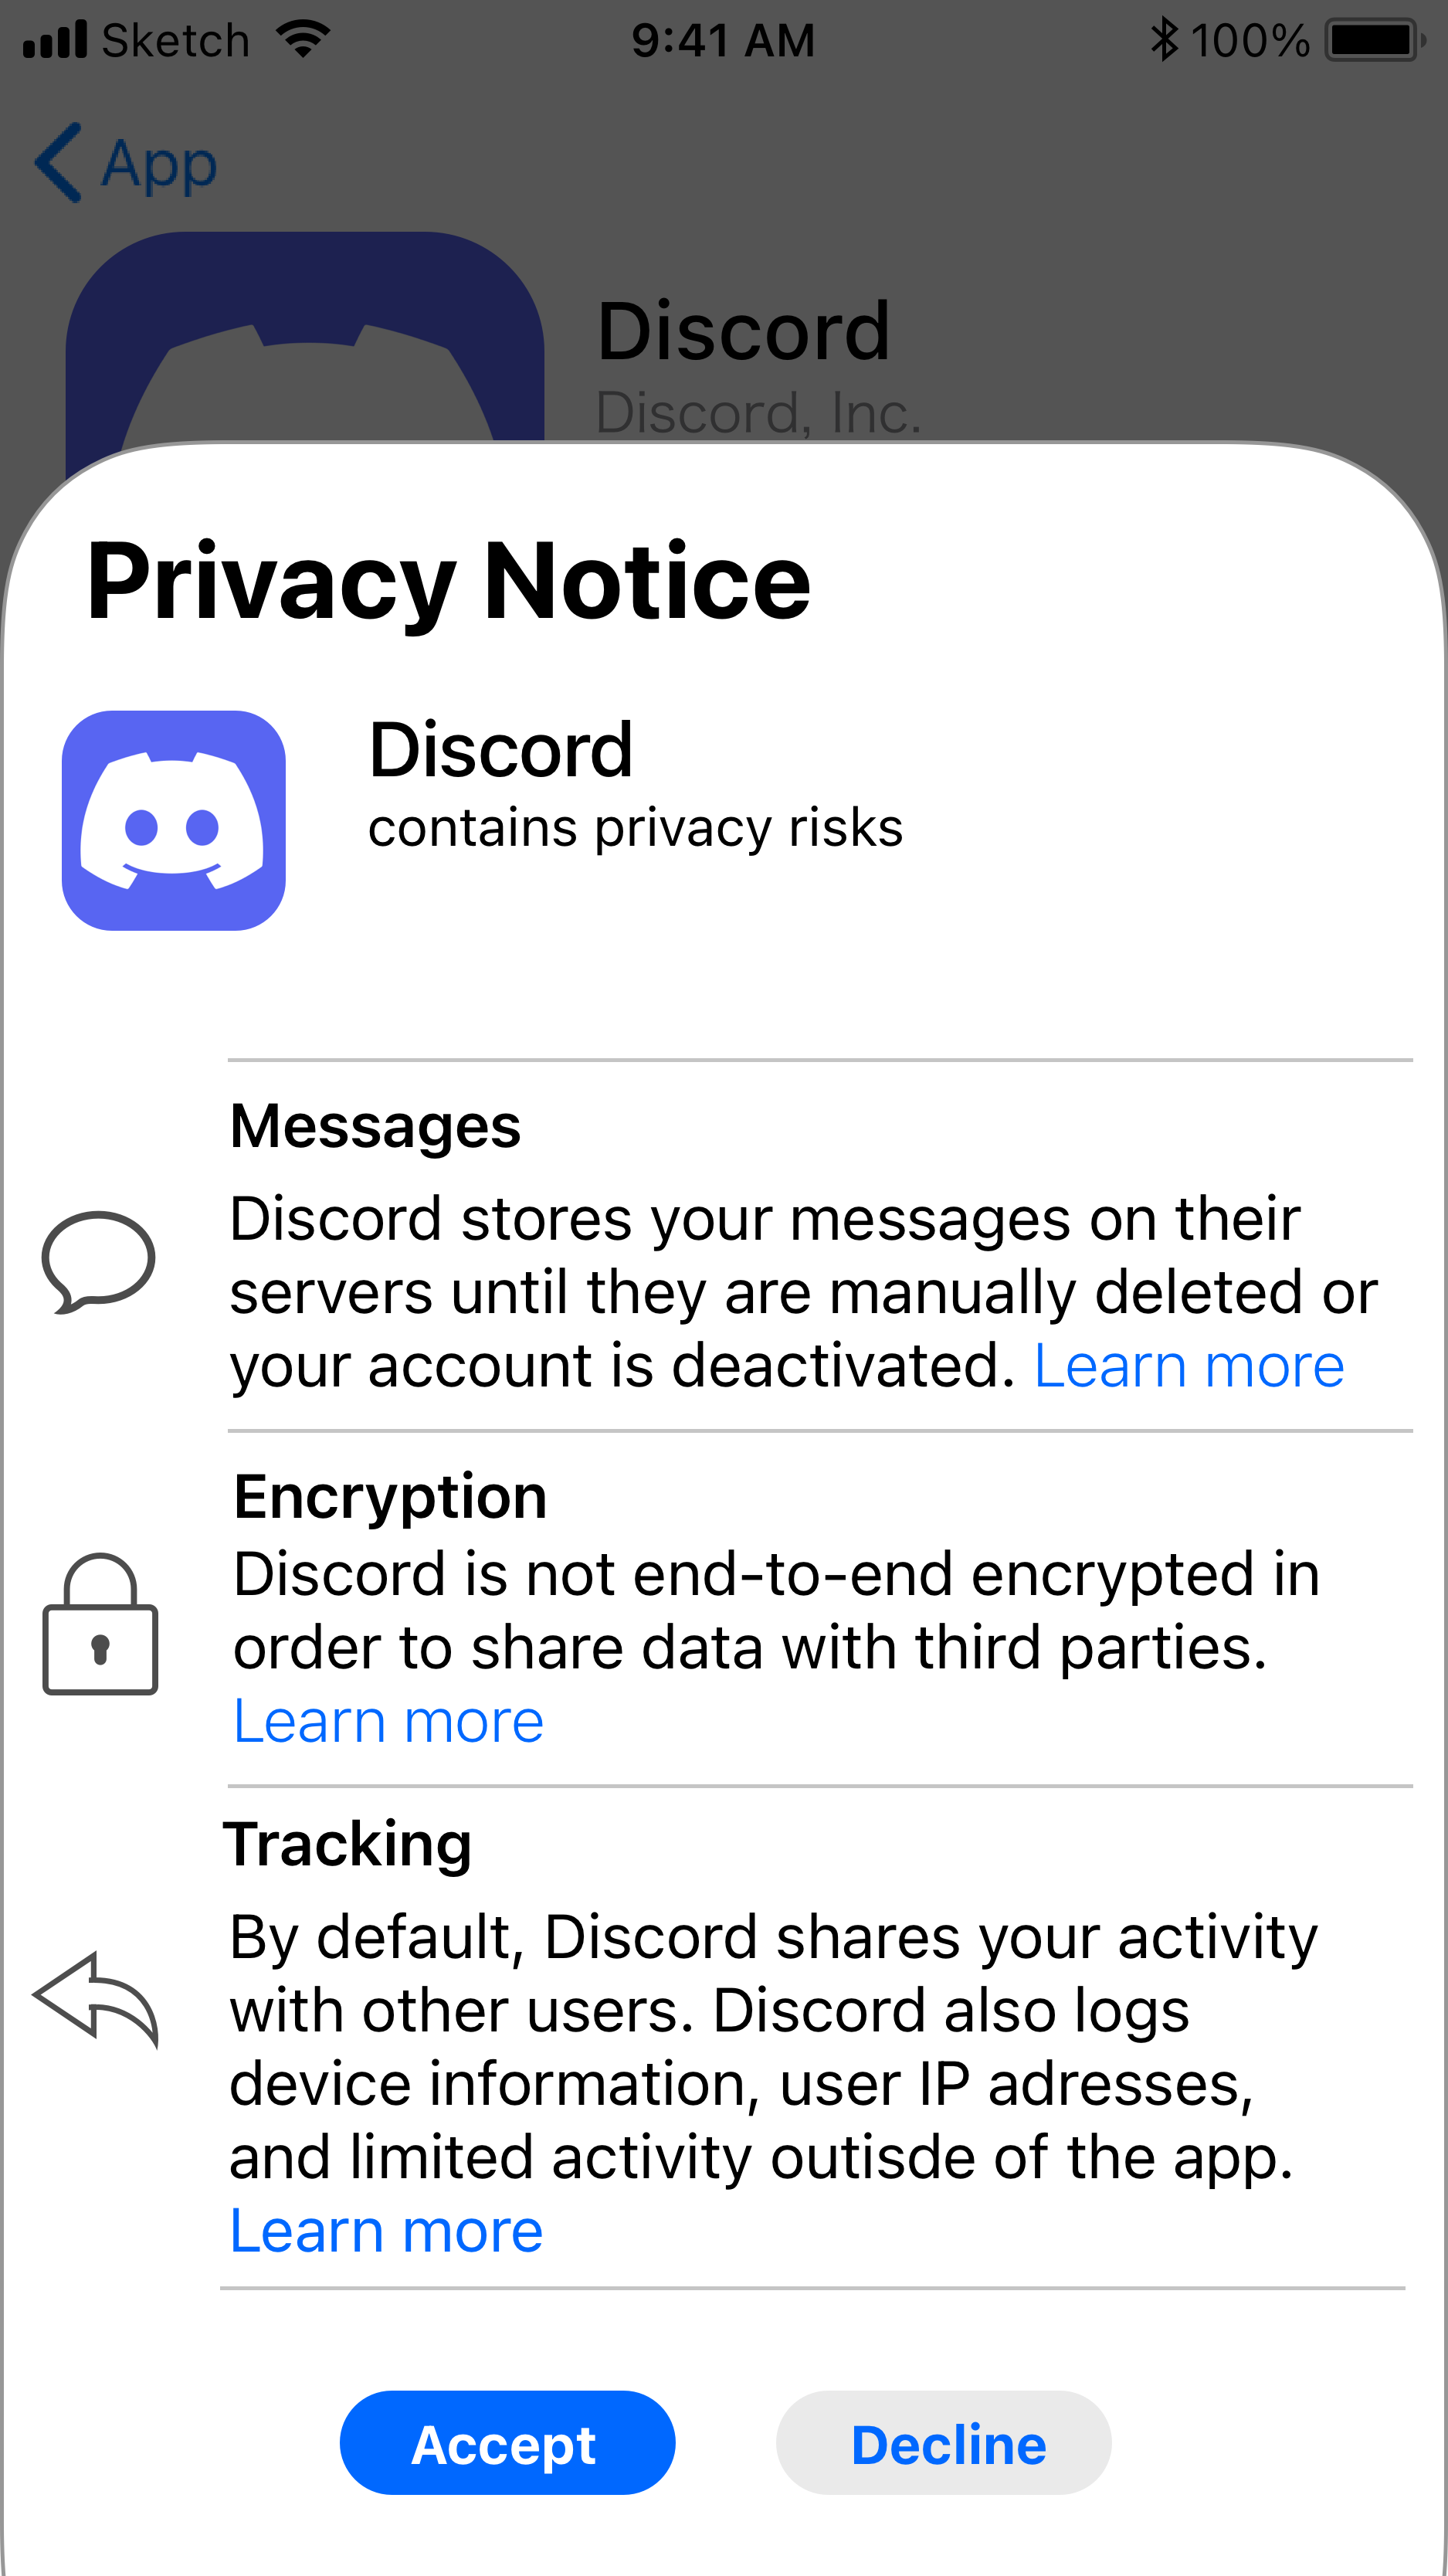 Sketch 9:41 AM 100%
App
Discord
Discord, Inc.
Privacy Notice
Discord
contains privacy risks
Messages
Discord stores your messages on their
servers until they are manually deleted or
your account is deactivated. Learn more
Encryption
Discord is not end-to-end encrypted in
order to share data with third parties.
Learn more
Tracking
By default, Discord shares your activity
with other users. Discord also logs
device information, user IP adresses,
and limited activity outisde of the app.
Learn more
Accept Decline